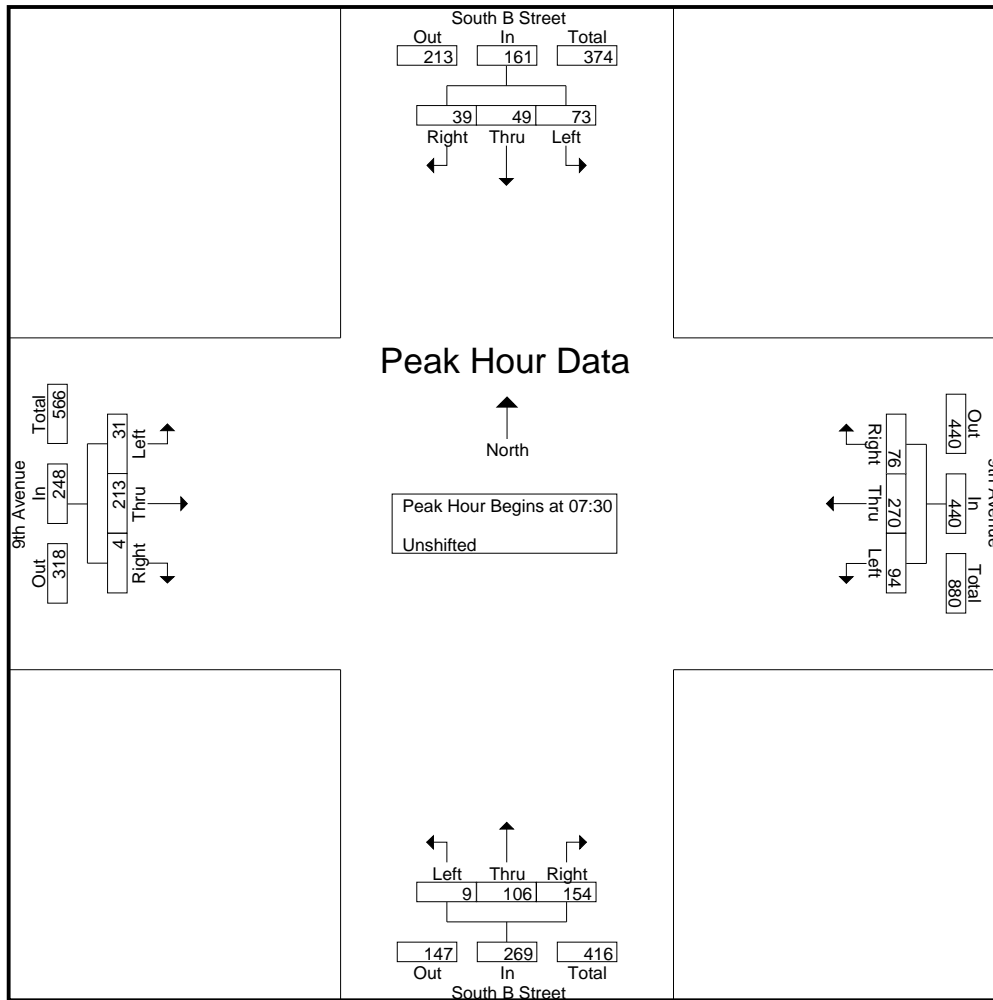 South B Street
Out In Total
213 161 374
39 49 73
Right Thru Left
Peak Hour Data
North
Peak Hour Begins at 07:30
Unshifted
9th Avenue
Total In Out
566 248 318
31 213 4
Left Thru Right
Out In Total
440 440 880
Right Thru Left
76 270 94
Left Thru Right
9 106 154
147 269 416
Out In Total
South B Street